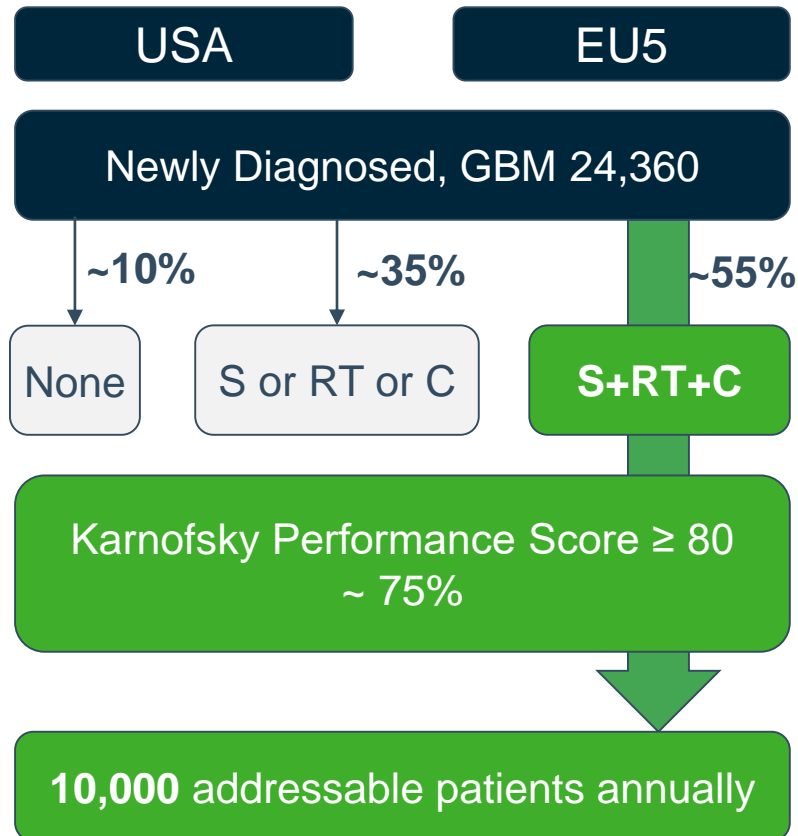 USA
EU5
Newly Diagnosed, GBM 24,360
~10%
~35%
~55%
None
S or RT or C
S+RT+C
Karnofsky Performance Score ≥ 80
~ 75%
10,000 addressable patients annually